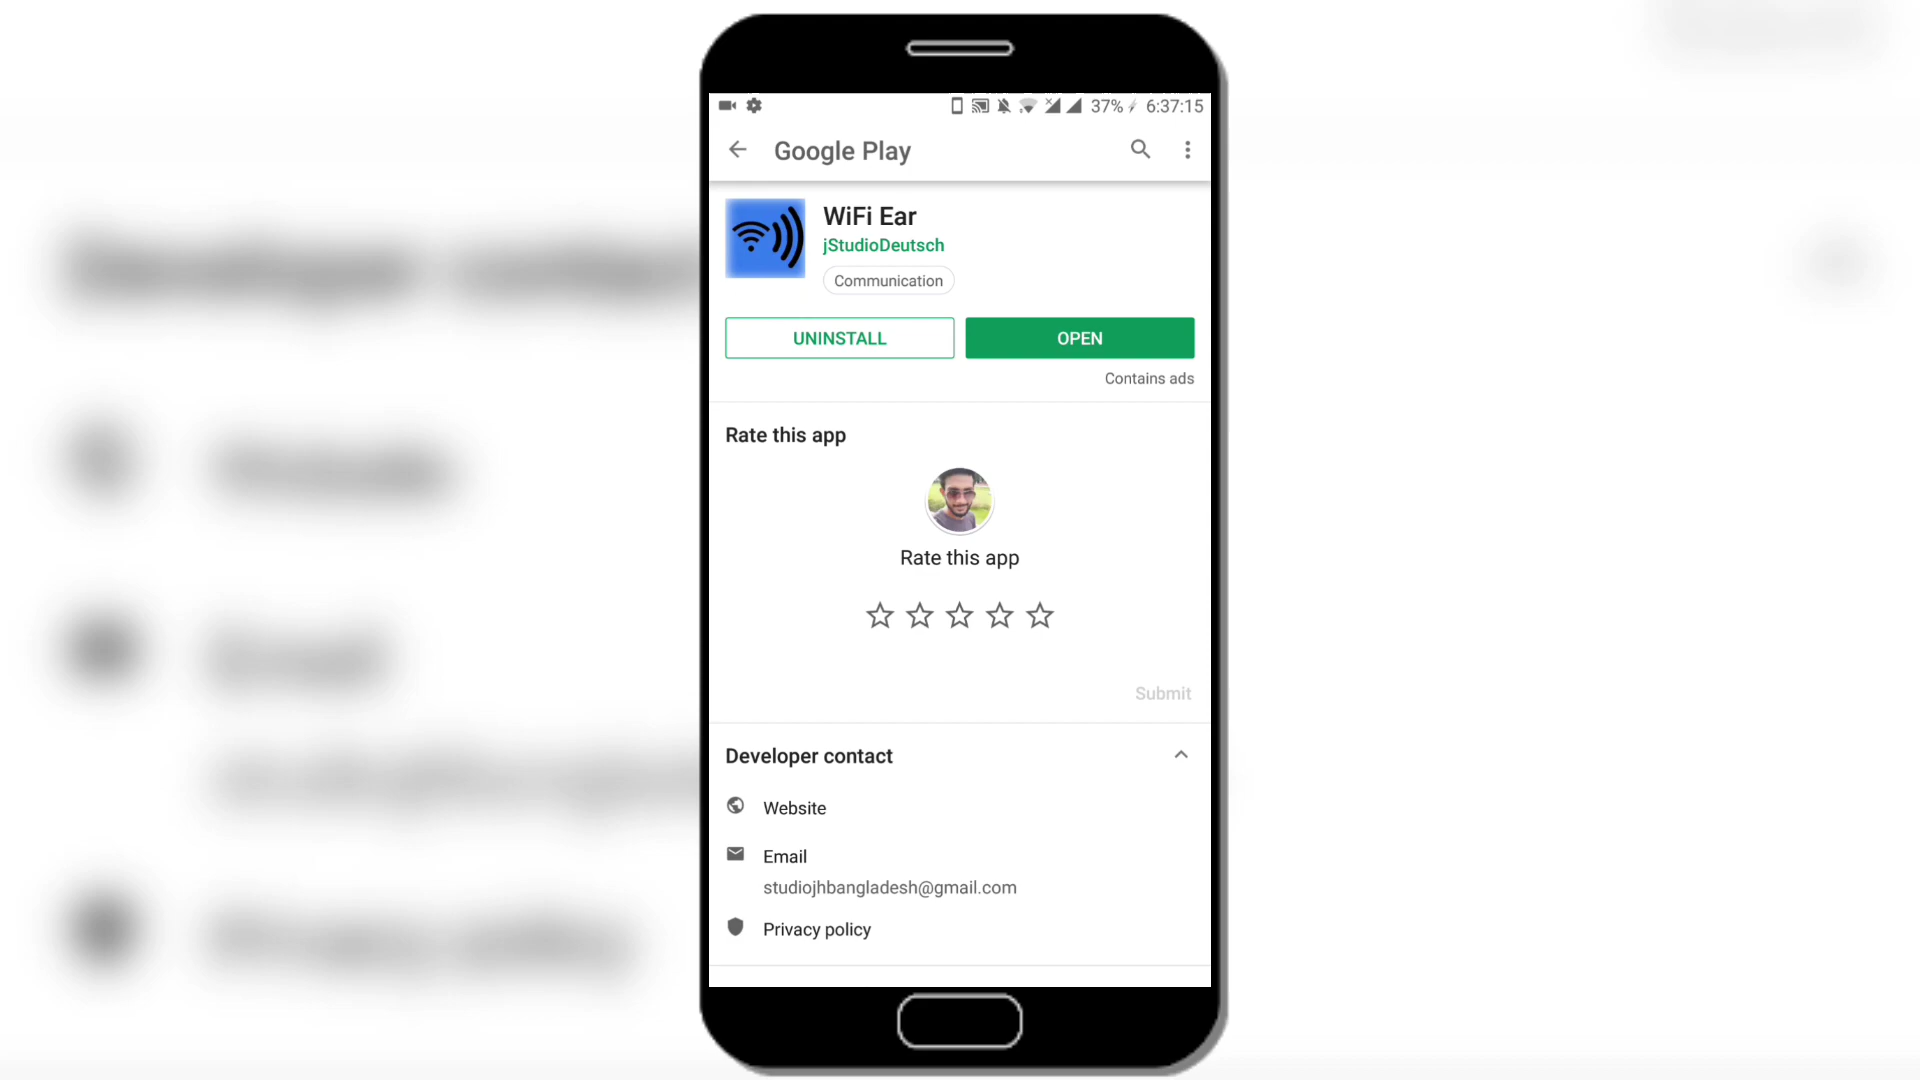 37% 6:37:15
Google Play
WiFi Ear
jStudioDeutsch
Communication
UNINSTALL OPEN
Contains ads
Rate this app
Rate this app
Submit
Developer contact
Website
Email
studiojhbangladesh@gmail.com
Privacy policy